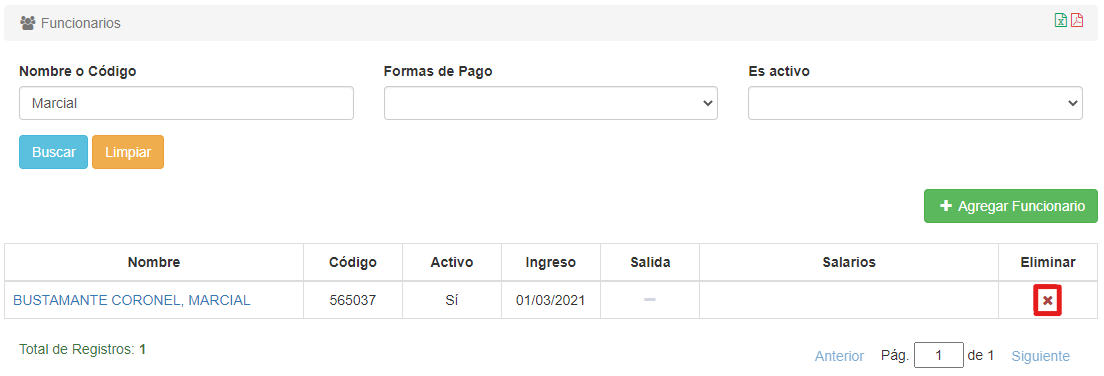 Funcionarios
Nombre o Código Formas de Pago Es activo
Marcial
Buscar Limpiar
+ Agregar Funcionario
Nombre Código Activo Ingreso Salida Salarios Eliminar
BUSTAMANTE CORONEL, MARCIAL 565037 Sí 01/03/2021 —
Total de Registros: 1 Anterior Pág. 1 de 1 Siguiente